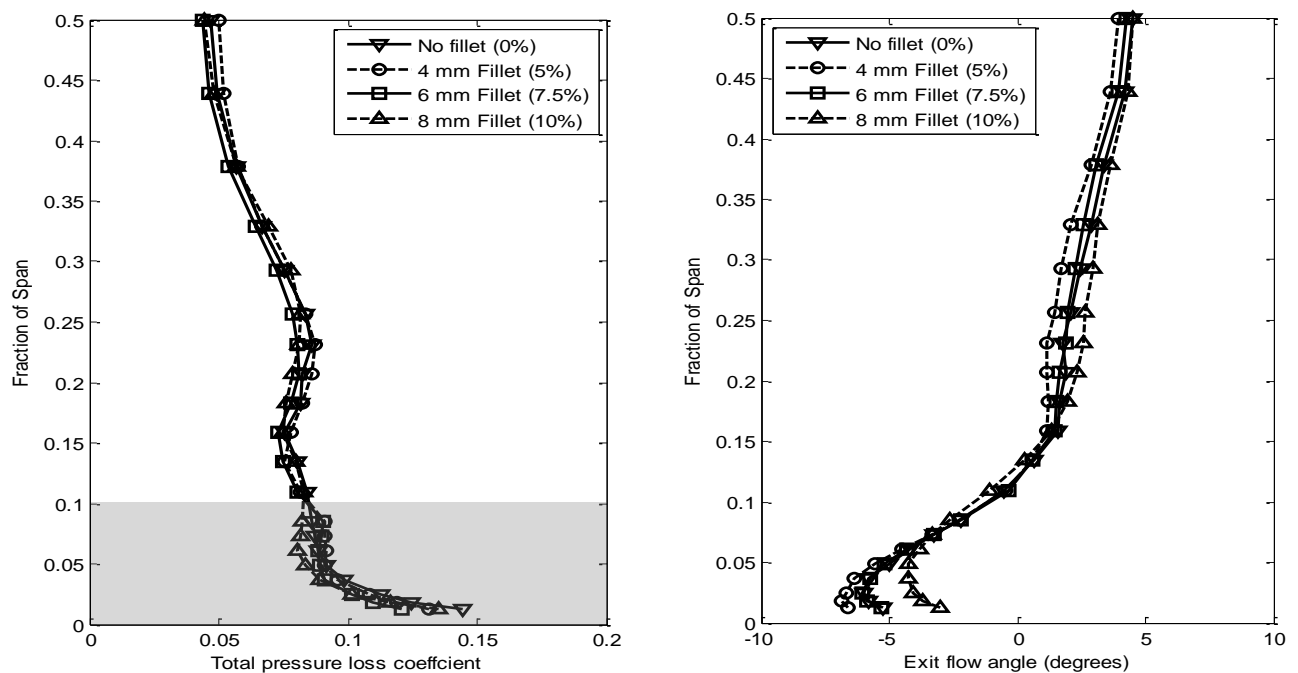 0.5
0.45
0.4
0.35
0.3
0.25
0.2
0.15
0.1
0.05
0
Fraction of Span
No fillet (0%)
4 mm Fillet (5%)
6 mm Fillet (7.5%)
8 mm Fillet (10%)
0
0.05
0.1
0.15
0.2
Total pressure loss coeffcient
0.5
0.45
0.4
0.35
0.3
0.25
0.2
0.15
0.1
0.05
0
Fraction of Span
No fillet (0%)
4 mm Fillet (5%)
6 mm Fillet (7.5%)
8 mm Fillet (10%)
-10
-5
0
5
10
Exit flow angle (degrees)